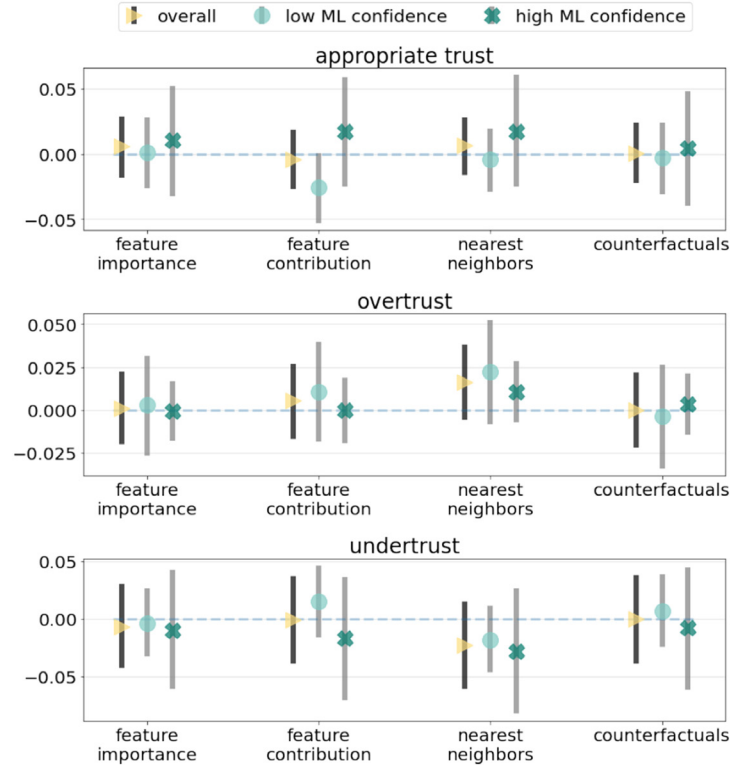 overall low ML confidence high ML confidence
appropriate trust
0.05
0.00
−0.05
feature importance
feature contribution
nearest neighbors
counterfactuals
overtrust
0.050
0.025
0.000
−0.025
feature importance
feature contribution
nearest neighbors
counterfactuals
undertrust
0.05
0.00
−0.05
feature importance
feature contribution
nearest neighbors
counterfactuals